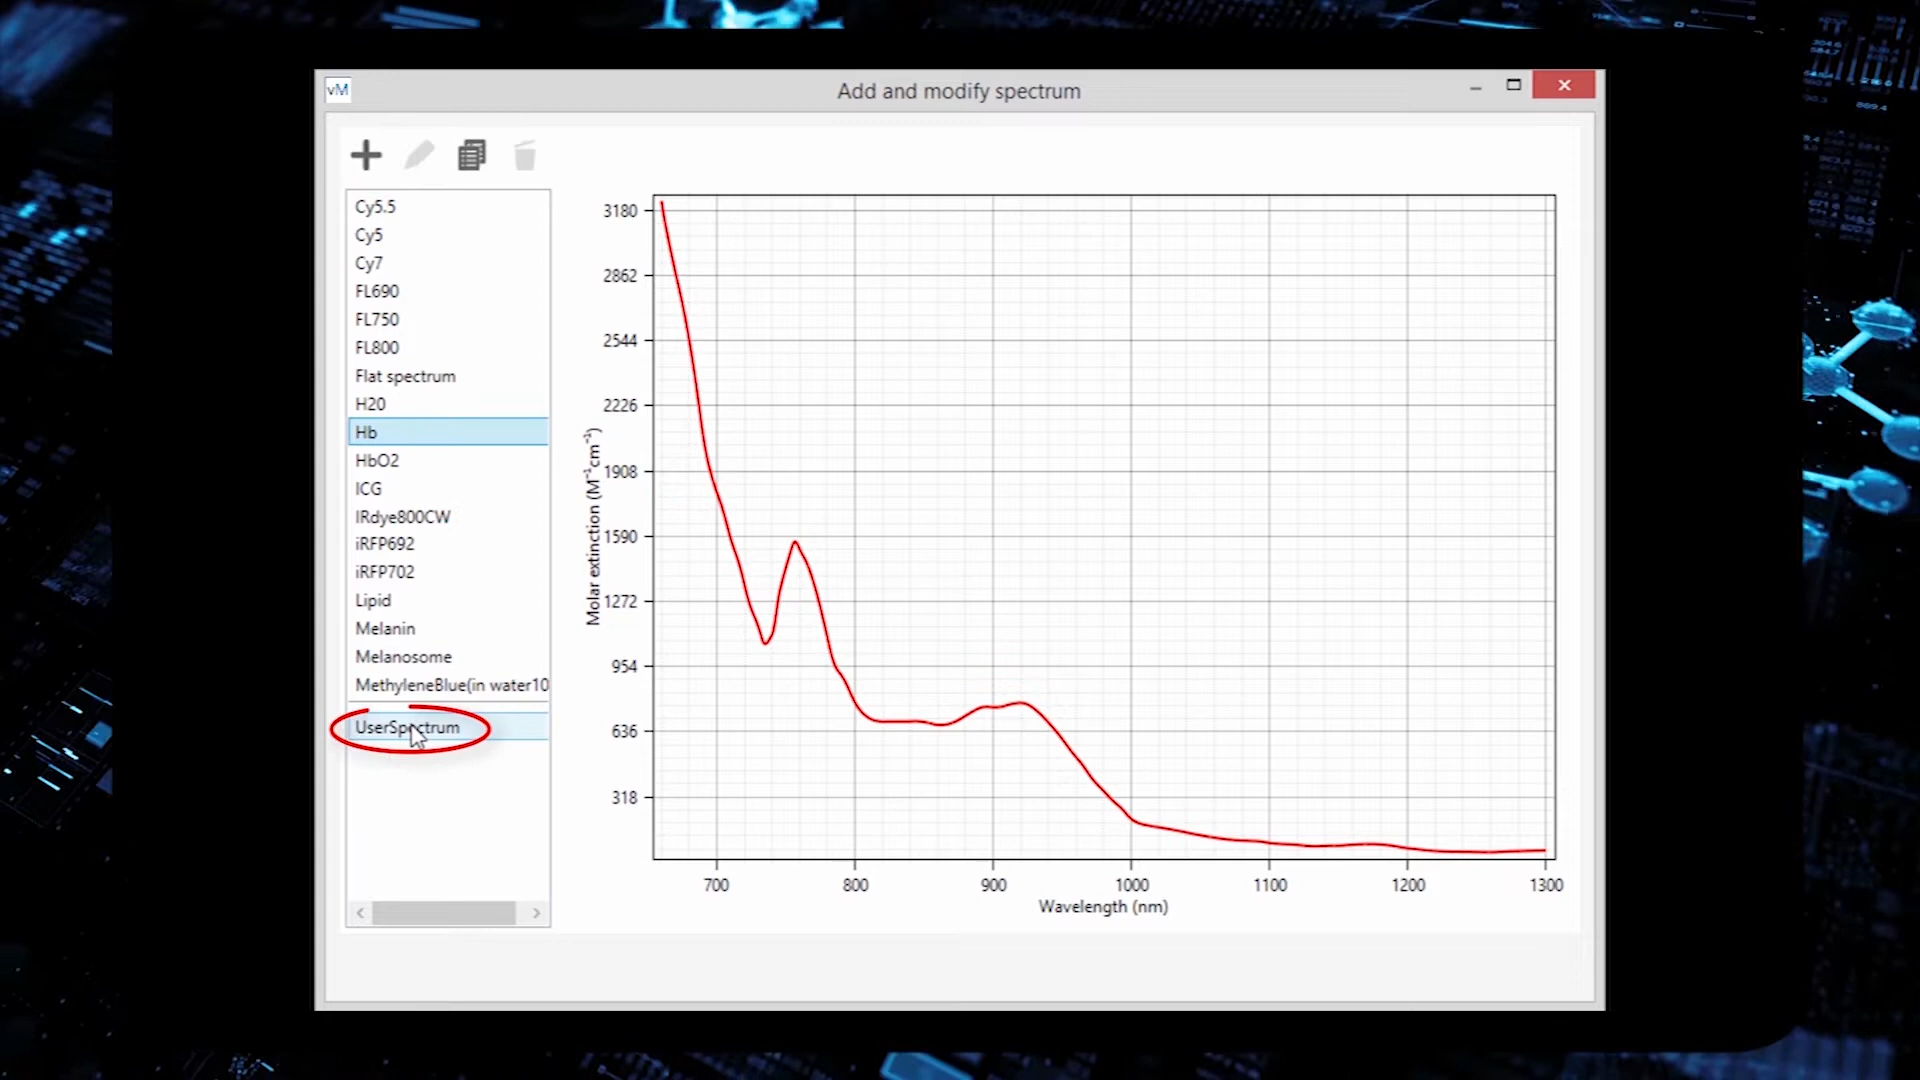 vM
Add and modify spectrum
Cy5.5
Cy5
Cy7
FL690
FL750
FL800
Flat spectrum
H20
Hb
HbO2
ICG
IRdye800CW
iRFP692
iRFP702
Lipid
Melanin
Melanosome
MethyleneBlue(in water10
UserSpectrum
Molar extinction (M⁻¹cm⁻¹)
3180
2862
2544
2226
1908
1590
1272
954
636
318
700 800 900 1000 1100 1200 1300
Wavelength (nm)